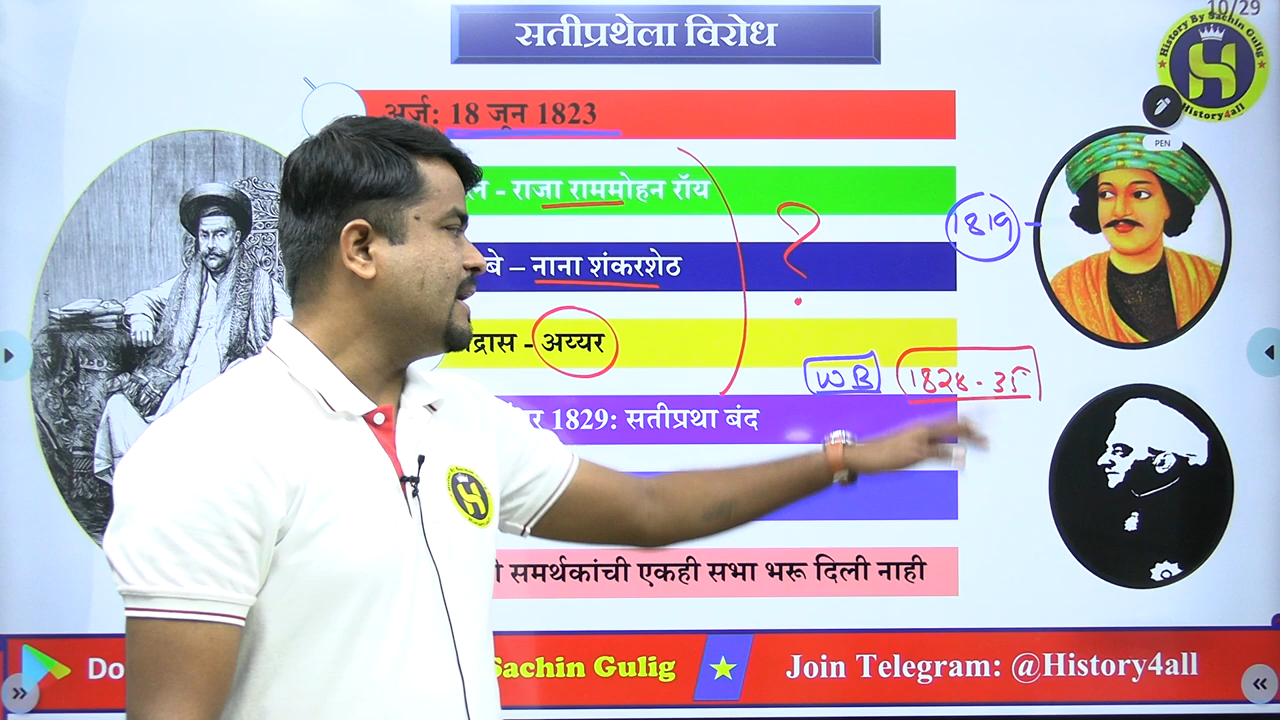 10/29
सतीप्रथेला विरोध
History By Sachin Gulig
H
History4all
PEN
अर्ज: 18 जून 1823
- राजा राममोहन रॉय
?
1819 -
बे – नाना शंकरशेठ
द्रास - अय्यर
WB 1828-35
र 1829: सतीप्रथा बंद
H
समर्थकांची एकही सभा भरू दिली नाही
Do
Sachin Gulig
Join Telegram: @History4all